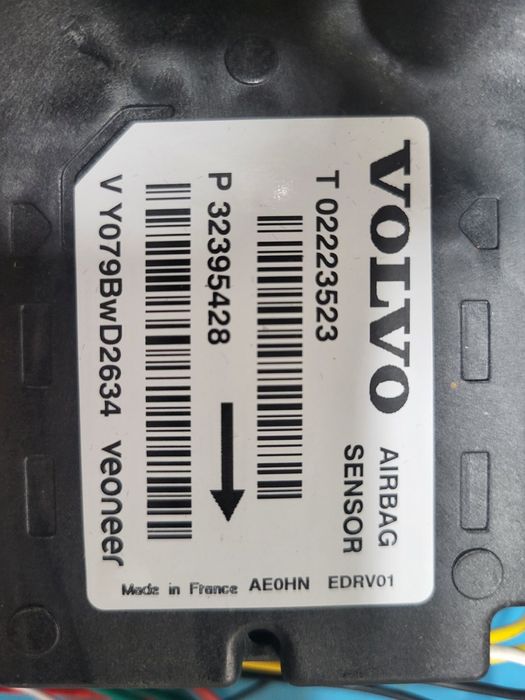 VOLVO AIRBAG
SENSOR
T 02223523
P 32395428
V Y079BwD2634 veoneer
Made in France AE0HN EDRV01